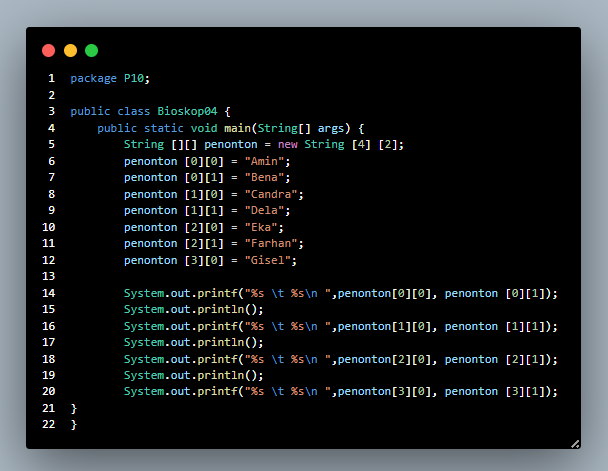 1 package P10;
2
3 public class Bioskop04 {
4 public static void main(String[] args) {
5 String [][] penonton = new String [4] [2];
6 penonton [0][0] = "Amin";
7 penonton [0][1] = "Bena";
8 penonton [1][0] = "Candra";
9 penonton [1][1] = "Dela";
10 penonton [2][0] = "Eka";
11 penonton [2][1] = "Farhan";
12 penonton [3][0] = "Gisel";
13
14 System.out.printf("%s \t %s\n ",penonton[0][0], penonton [0][1]);
15 System.out.println();
16 System.out.printf("%s \t %s\n ",penonton[1][0], penonton [1][1]);
17 System.out.println();
18 System.out.printf("%s \t %s\n ",penonton[2][0], penonton [2][1]);
19 System.out.println();
20 System.out.printf("%s \t %s\n ",penonton[3][0], penonton [3][1]);
21 }
22 }